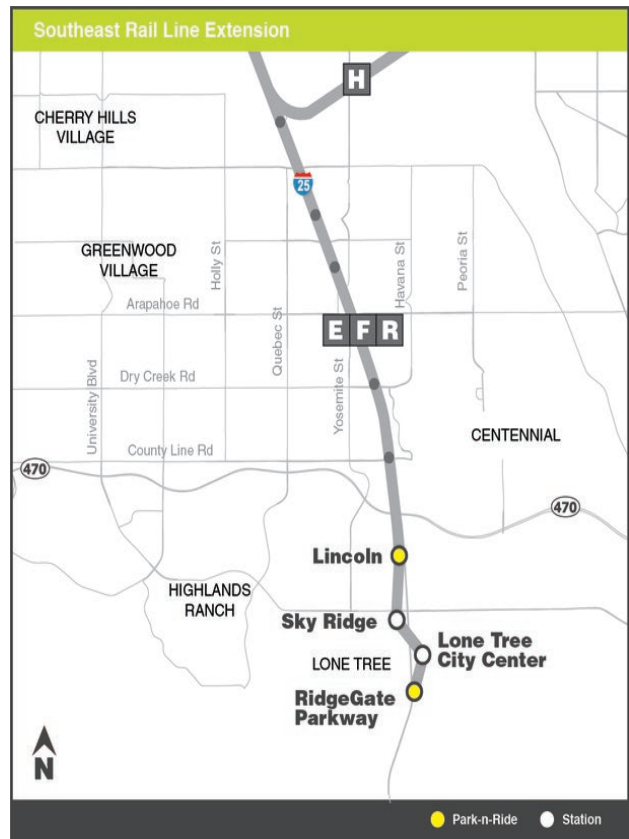 Southeast Rail Line Extension
H
CHERRY HILLS
VILLAGE
25
GREENWOOD
VILLAGE
Holly St
Havana St
Peoria St
Arapahoe Rd
Quebec St
E F R
University Blvd
Dry Creek Rd
Yosemite St
CENTENNIAL
County Line Rd
470
470
Lincoln
HIGHLANDS
RANCH
Sky Ridge
LONE TREE
Lone Tree
City Center
RidgeGate
Parkway
N
Park-n-Ride
Station